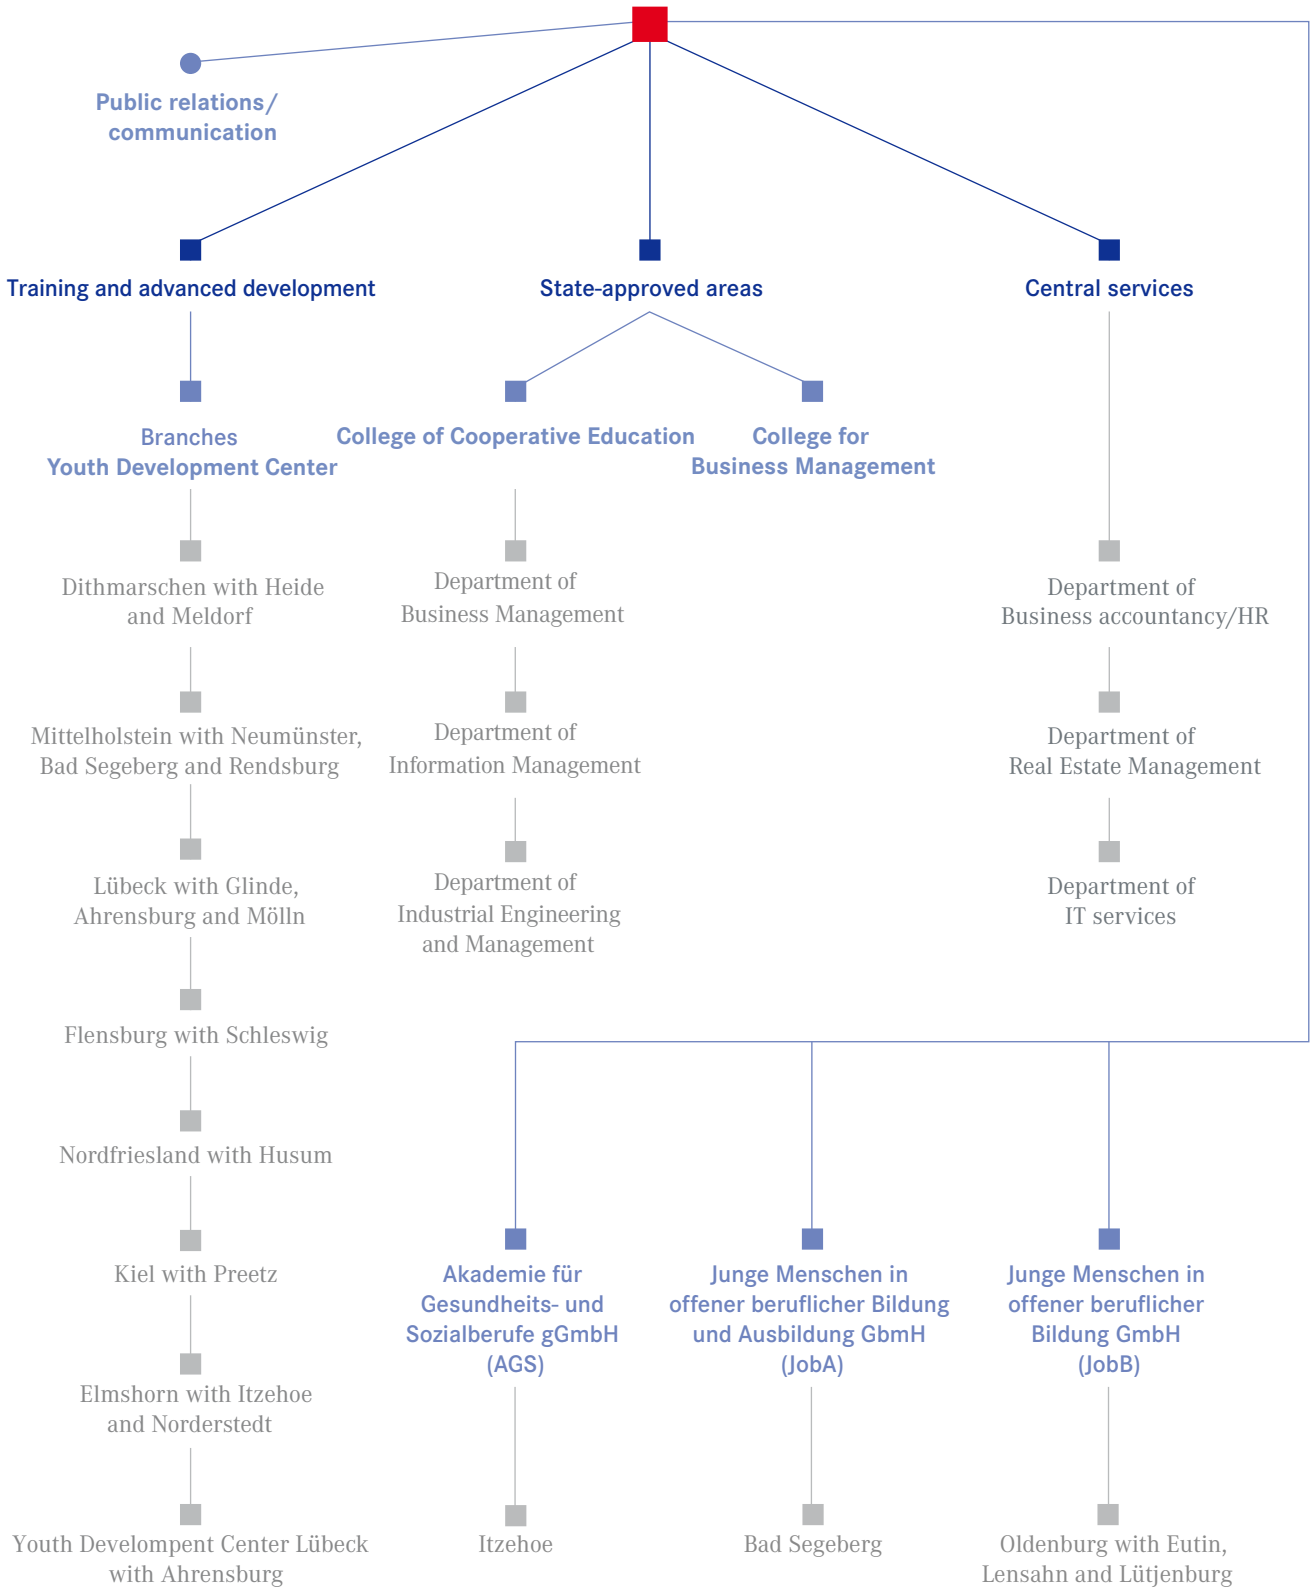 Public relations/
communication
Training and advanced development
State-approved areas
Central services
Branches
Youth Development Center
College of Cooperative Education
College for
Business Management
Dithmarschen with Heide
and Meldorf
Mittelholstein with Neumünster,
Bad Segeberg and Rendsburg
Lübeck with Glinde,
Ahrensburg and Mölln
Flensburg with Schleswig
Nordfriesland with Husum
Kiel with Preetz
Elmshorn with Itzehoe
and Norderstedt
Youth Develompent Center Lübeck
with Ahrensburg
Department of
Business Management
Department of
Information Management
Department of
Industrial Engineering
and Management
Department of
Business accountancy/HR
Department of
Real Estate Management
Department of
IT services
Akademie für
Gesundheits- und
Sozialberufe gGmbH
(AGS)
Itzehoe
Junge Menschen in
offener beruflicher Bildung
und Ausbildung GbmH
(JobA)
Bad Segeberg
Junge Menschen in
offener beruflicher
Bildung GmbH
(JobB)
Oldenburg with Eutin,
Lensahn and Lütjenburg